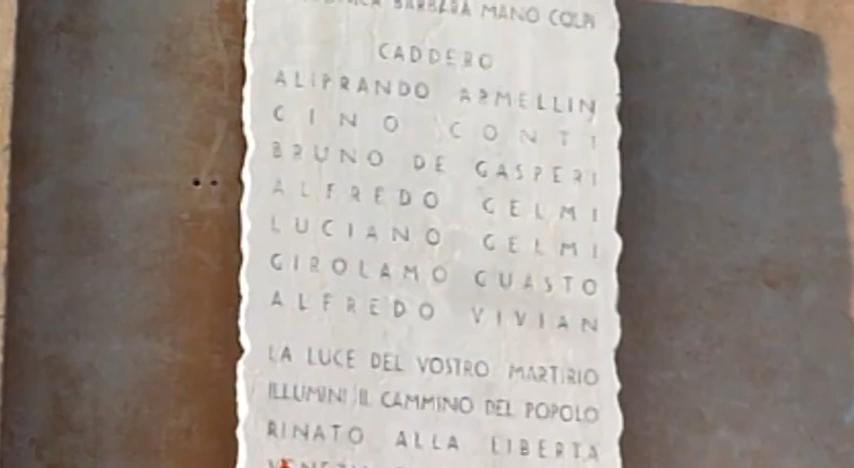 BARBARA MANO COLPI
CADDERO
ALIPRANDO ARMELLIN
CINO CONTI
BRUNO DE GASPERI
ALFREDO GELMI
LUCIANO GELMI
GIROLAMO GUASTO
ALFREDO VIVIAN
LA LUCE DEL VOSTRO MARTIRIO
ILLUMINI IL CAMMINO DEL POPOLO
RINATO ALLA LIBERTA